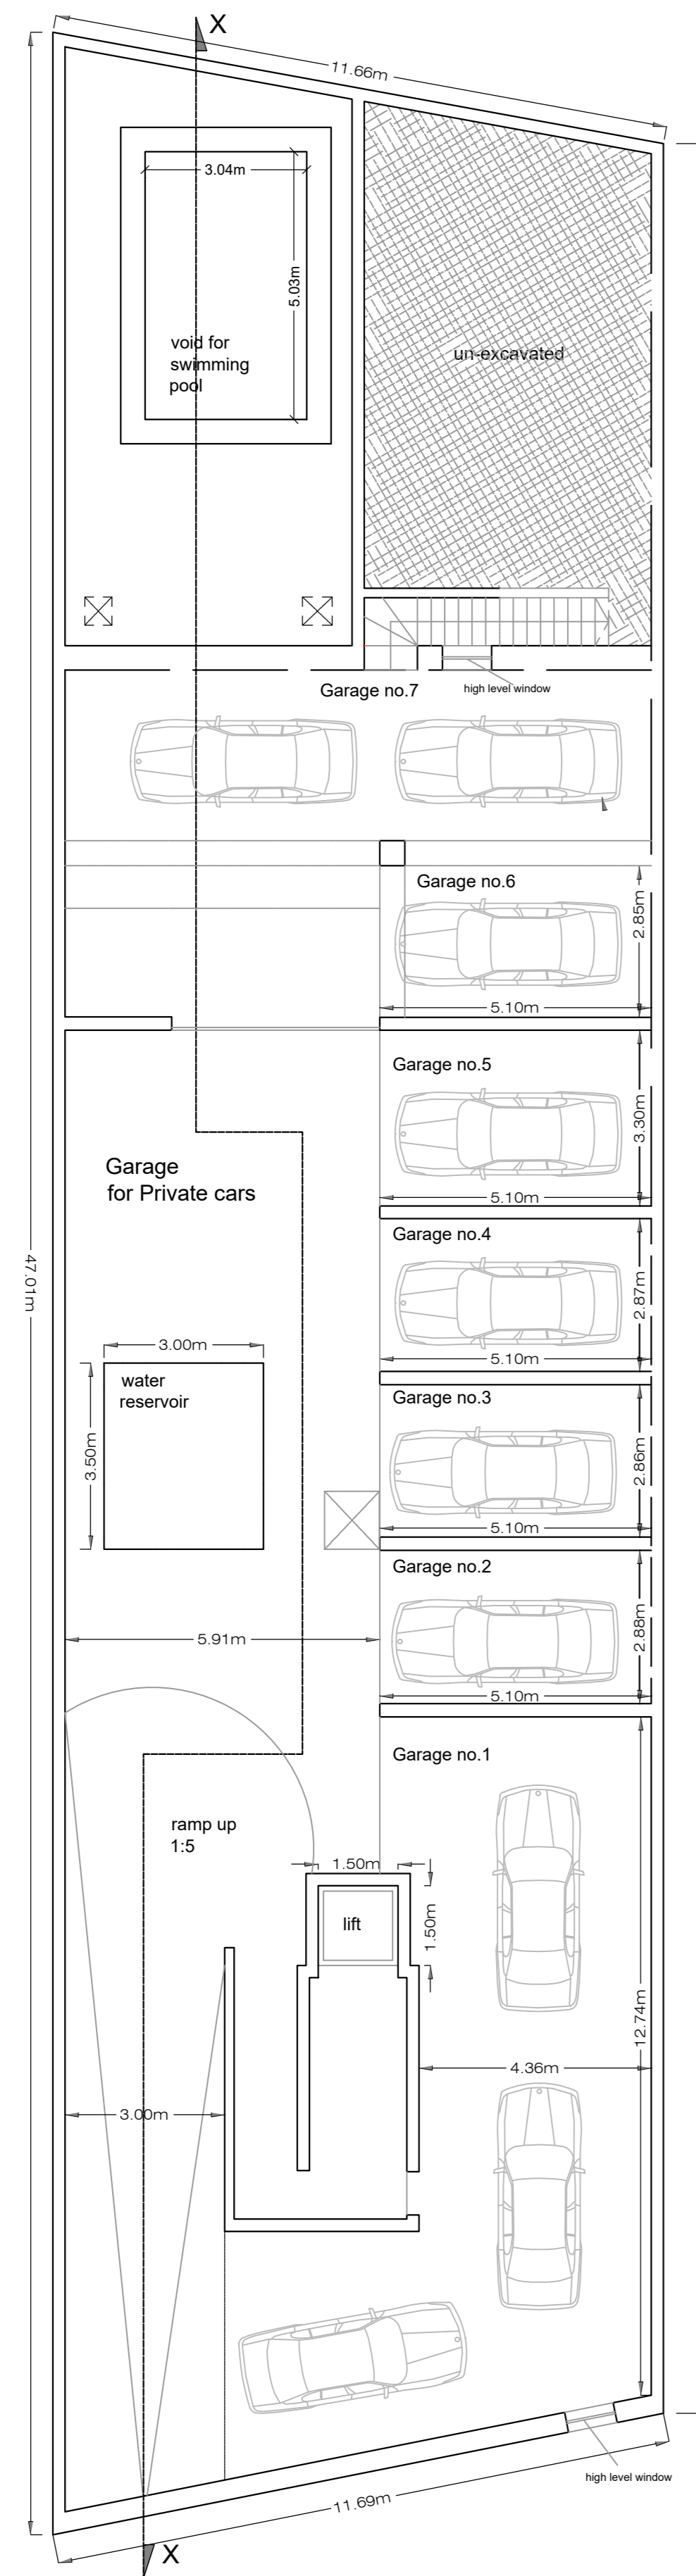 X
11.66m
3.04m
5.03m
void for
swimming
pool
un-excavated
Garage no.7
high level window
Garage no.6
2.85m
5.10m
Garage no.5
3.30m
5.10m
Garage
for Private cars
Garage no.4
2.87m
5.10m
47.01m
3.00m
water
reservoir
3.50m
Garage no.3
2.86m
5.10m
Garage no.2
2.88m
5.91m
5.10m
Garage no.1
ramp up
1:5
1.50m
lift
1.50m
12.74m
4.36m
3.00m
high level window
11.69m
X